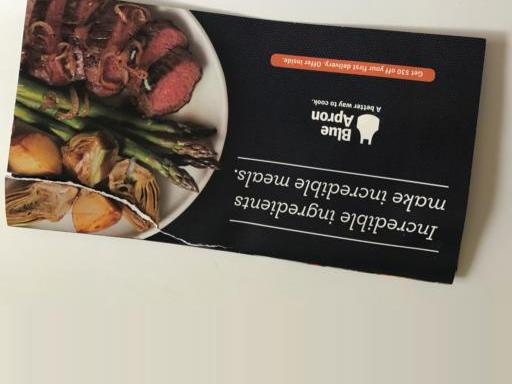 Incredible ingredients
make incredible meals.
Blue
Apron
A better way to cook.
Get $30 off your first delivery. Offer inside.